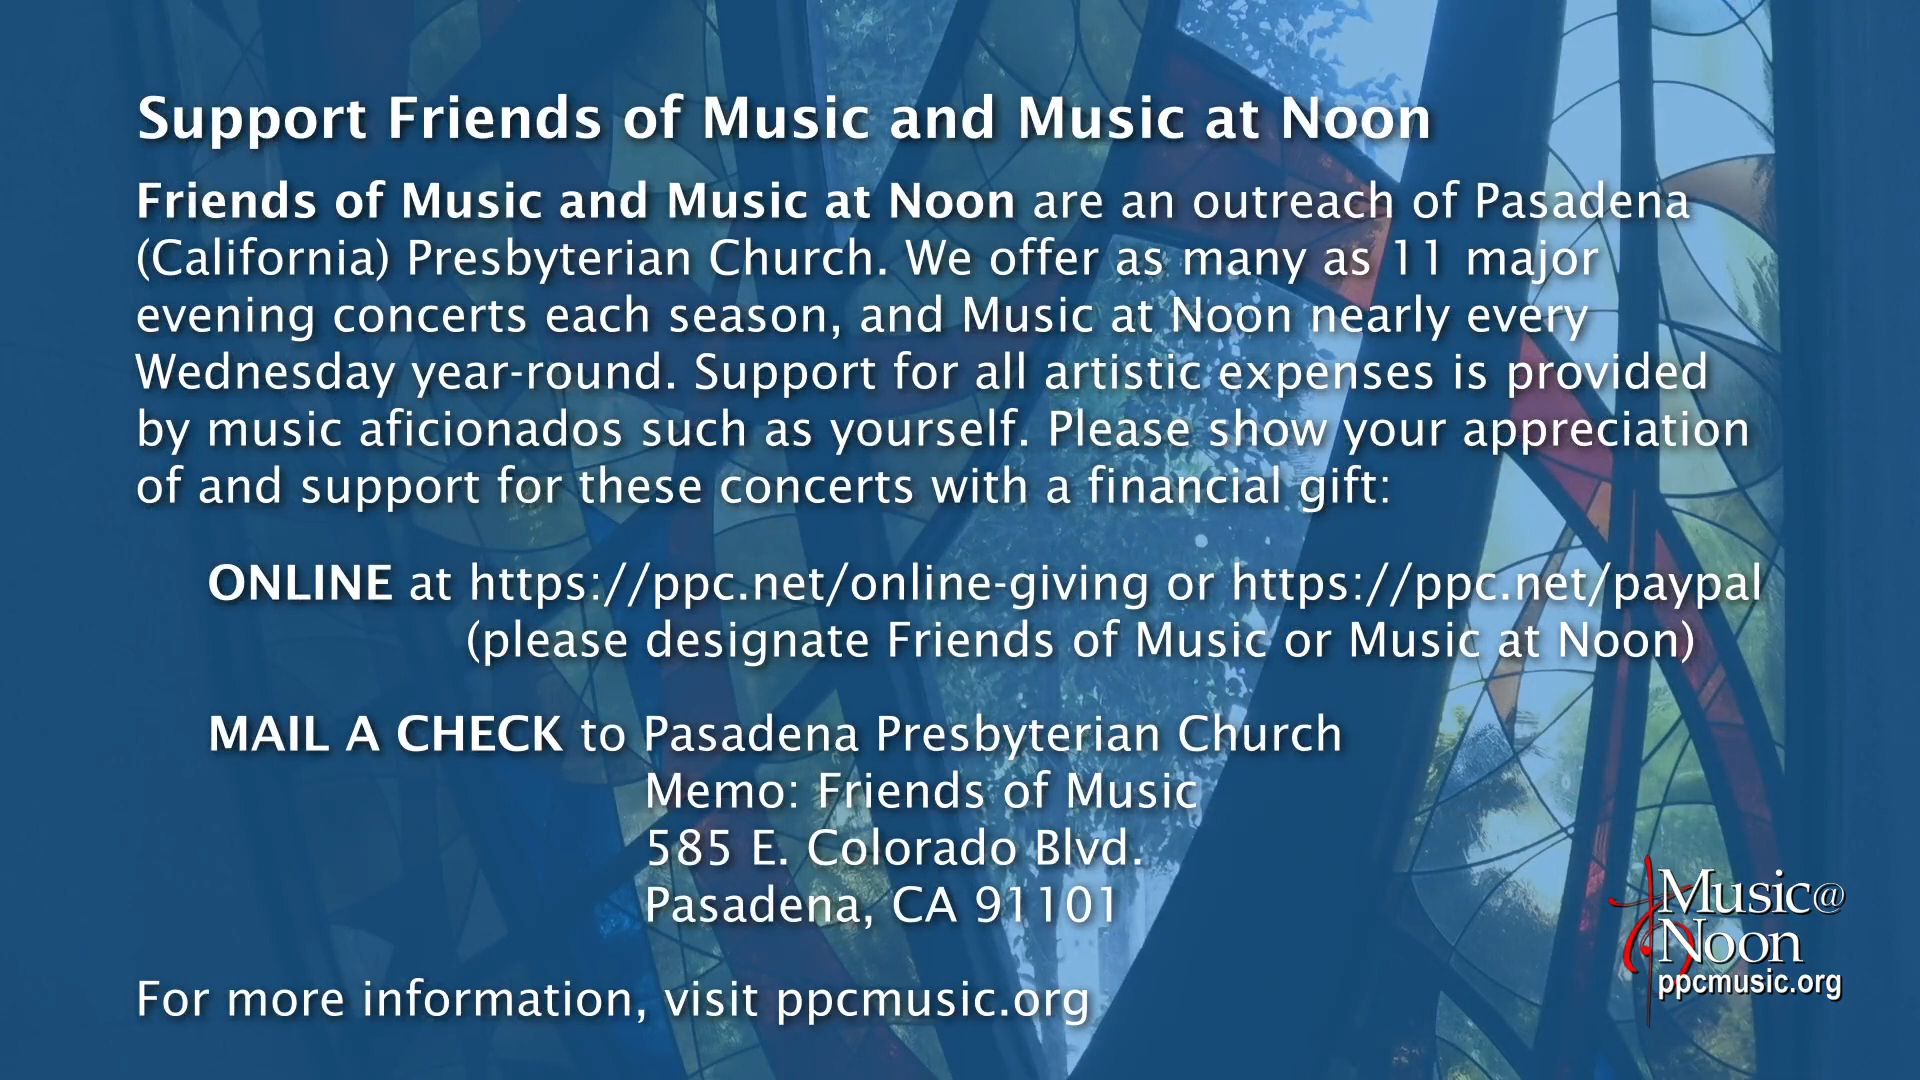 Support Friends of Music and Music at Noon
Friends of Music and Music at Noon are an outreach of Pasadena
(California) Presbyterian Church. We offer as many as 11 major
evening concerts each season, and Music at Noon nearly every
Wednesday year-round. Support for all artistic expenses is provided
by music aficionados such as yourself. Please show your appreciation
of and support for these concerts with a financial gift:
ONLINE at https://ppc.net/online-giving or https://ppc.net/paypal
(please designate Friends of Music or Music at Noon)
MAIL A CHECK to Pasadena Presbyterian Church
Memo: Friends of Music
585 E. Colorado Blvd.
Pasadena, CA 91101
For more information, visit ppcmusic.org
Music@
Noon
ppcmusic.org